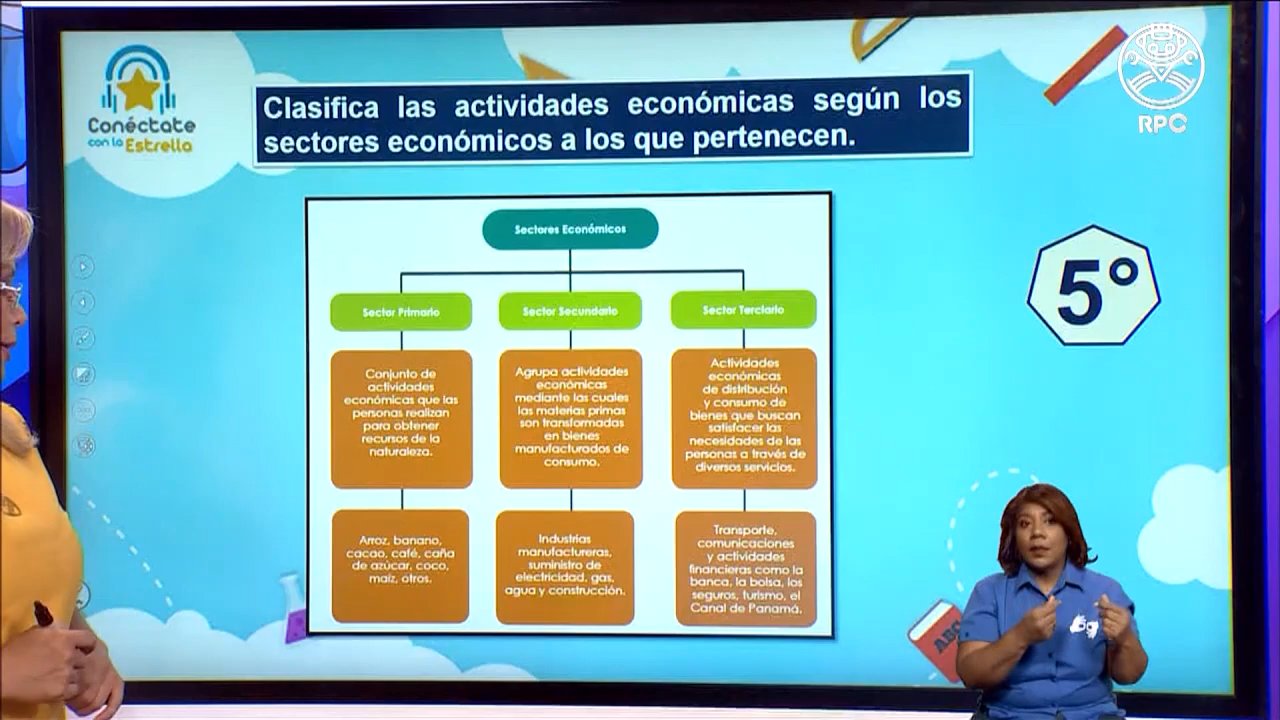 Conéctate
con la Estrella
RPC
Clasifica las actividades económicas según los
sectores económicos a los que pertenecen.
5°
Sectores Económicos
Sector Primario
Sector Secundario
Sector Terciario
Conjunto de
actividades
económicas que las
personas realizan
para obtener
recursos de la
naturaleza.
Agrupa actividades
económicas
mediante las cuales
las materias primas
son transformadas
en bienes
manufacturados de
consumo.
Actividades
económicas
de distribución
y consumo de
bienes que buscan
satisfacer las
necesidades de las
personas a través de
diversos servicios.
Arroz, banano,
cacao, café, caña
de azúcar, coco,
maíz, otros.
Industrias
manufactureras,
suministro de
electricidad, gas,
agua y construcción.
Transporte,
comunicaciones
y actividades
financieras como la
banca, la bolsa, los
seguros, turismo, el
Canal de Panamá.
ABC